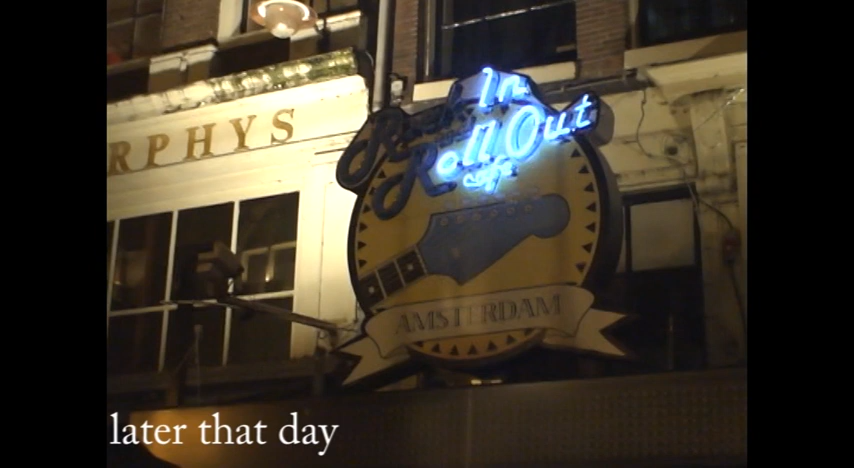 RPHYS
Rock In
Roll Out
AMSTERDAM
later that day